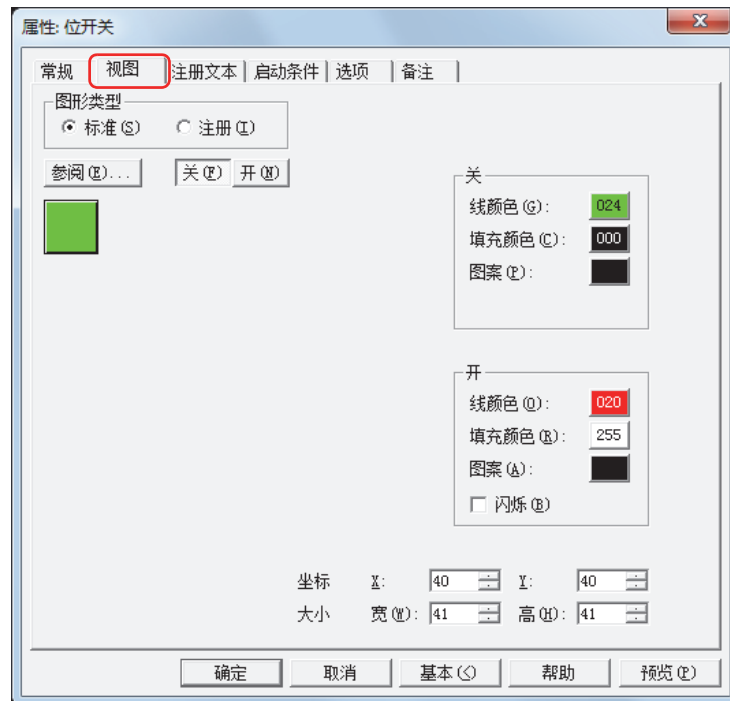 属性: 位开关
常规 视图 注册文本 启动条件 选项 备注
图形类型
标准(S) 注册(I)
参阅(E)... 关(F) 开(N)
关
线颜色(G): 024
填充颜色(C): 000
图案(P):
开
线颜色(O): 020
填充颜色(R): 255
图案(A):
闪烁(B)
坐标 X: 40 Y: 40
大小 宽(W): 41 高(H): 41
确定 取消 基本(<) 帮助 预览(P)